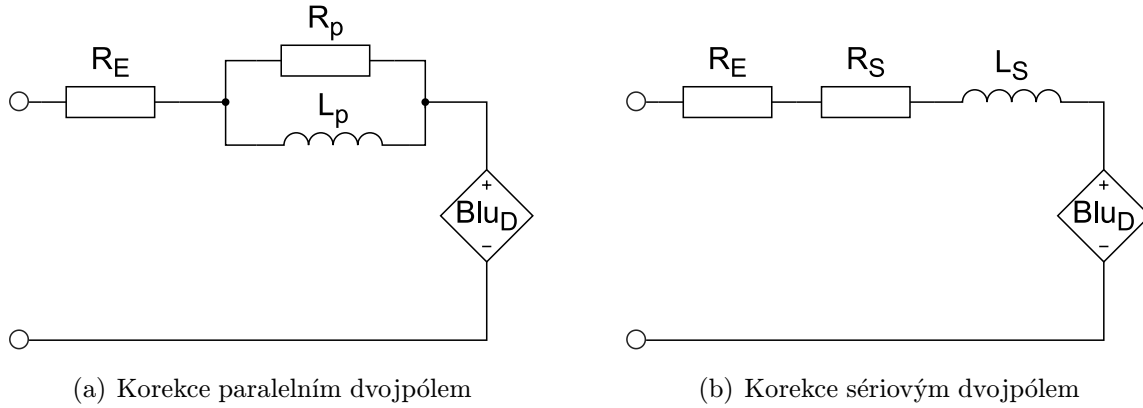 R_E
R_p
L_p
+
Blu_D
−
R_E
R_S
L_S
+
Blu_D
−
(a) Korekce paralelním dvojpólem
(b) Korekce sériovým dvojpólem